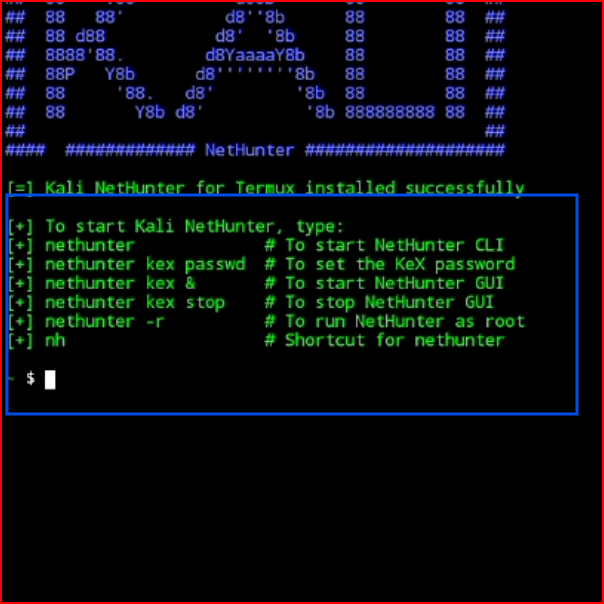 ##  88   88'          d8''8b      88        88  ##
##  88 d88           d8'  '8b     88        88  ##
##  8888'88.        d8YaaaaY8b    88        88  ##
##  88P   Y8b      d8''''''''8b   88        88  ##
##  88     '88.   d8'        '8b  88        88  ##
##  88       Y8b d8'          '8b 888888888 88  ##
##                                              ##
####  ############# NetHunter ####################
[=] Kali NetHunter for Termux installed successfully
[+] To start Kali NetHunter, type:
[+] nethunter             # To start NetHunter CLI
[+] nethunter kex passwd  # To set the KeX password
[+] nethunter kex &       # To start NetHunter GUI
[+] nethunter kex stop    # To stop NetHunter GUI
[+] nethunter -r          # To run NetHunter as root
[+] nh                    # Shortcut for nethunter
~ $